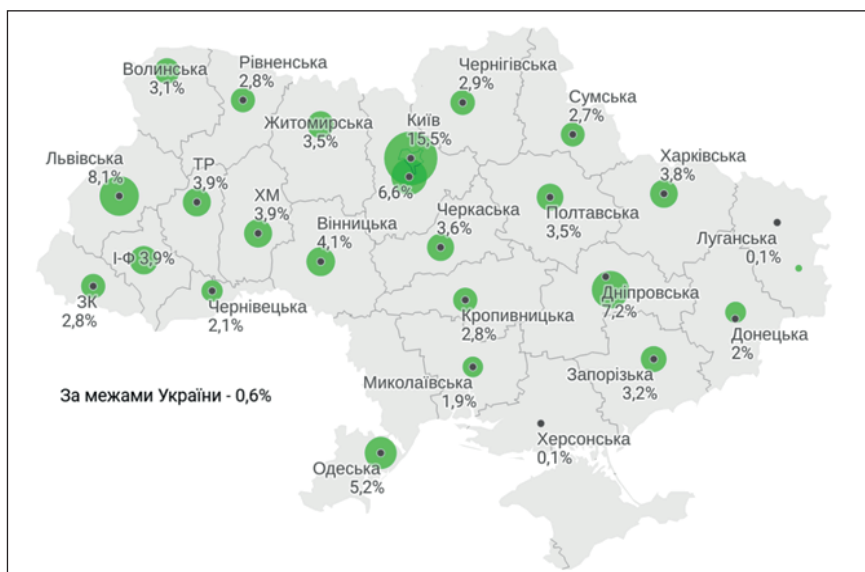 Волинська
3,1%
Рівненська
2,8%
Житомирська
3,5%
Київ
15,5%
6,6%
Чернігівська
2,9%
Сумська
2,7%
Львівська
8,1%
ТР
3,9%
ХМ
3,9%
Вінницька
4,1%
Черкаська
3,6%
Полтавська
3,5%
Харківська
3,8%
Луганська
0,1%
І-Ф 3,9%
ЗК
2,8%
Чернівецька
2,1%
Кропивницька
2,8%
Дніпровська
7,2%
Донецька
2%
Миколаївська
1,9%
Запорізька
3,2%
За межами України - 0,6%
Херсонська
0,1%
Одеська
5,2%